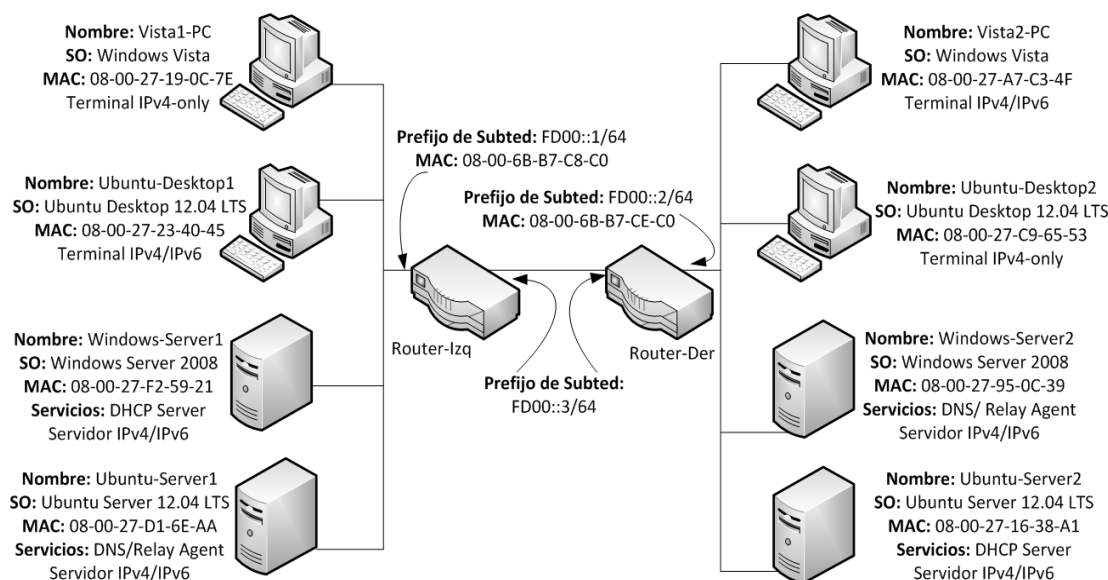 Nombre: Vista1-PC
SO: Windows Vista
MAC: 08-00-27-19-0C-7E
Terminal IPv4-only
Nombre: Ubuntu-Desktop1
SO: Ubuntu Desktop 12.04 LTS
MAC: 08-00-27-23-40-45
Terminal IPv4/IPv6
Nombre: Windows-Server1
SO: Windows Server 2008
MAC: 08-00-27-F2-59-21
Servicios: DHCP Server
Servidor IPv4/IPv6
Nombre: Ubuntu-Server1
SO: Ubuntu Server 12.04 LTS
MAC: 08-00-27-D1-6E-AA
Servicios: DNS/Relay Agent
Servidor IPv4/IPv6
Prefijo de Subted: FD00::1/64
MAC: 08-00-6B-B7-C8-C0
Prefijo de Subted: FD00::2/64
MAC: 08-00-6B-B7-CE-C0
Router-Izq
Router-Der
Prefijo de Subted:
FD00::3/64
Nombre: Vista2-PC
SO: Windows Vista
MAC: 08-00-27-A7-C3-4F
Terminal IPv4/IPv6
Nombre: Ubuntu-Desktop2
SO: Ubuntu Desktop 12.04 LTS
MAC: 08-00-27-C9-65-53
Terminal IPv4-only
Nombre: Windows-Server2
SO: Windows Server 2008
MAC: 08-00-27-95-0C-39
Servicios: DNS/ Relay Agent
Servidor IPv4/IPv6
Nombre: Ubuntu-Server2
SO: Ubuntu Server 12.04 LTS
MAC: 08-00-27-16-38-A1
Servicios: DHCP Server
Servidor IPv4/IPv6